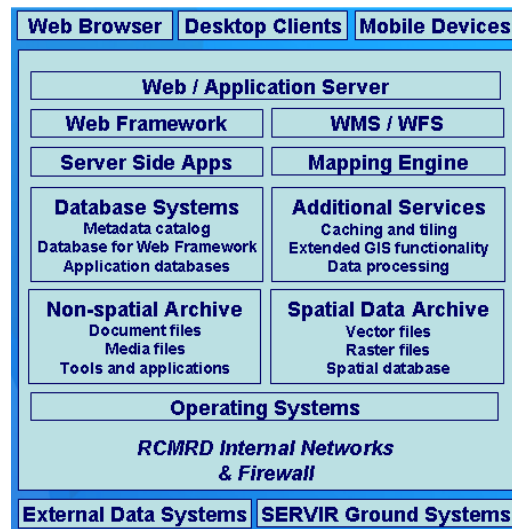 Web Browser Desktop Clients Mobile Devices
Web / Application Server
Web Framework WMS / WFS
Server Side Apps Mapping Engine
Database Systems
Metadata catalog
Database for Web Framework
Application databases
Additional Services
Caching and tiling
Extended GIS functionality
Data processing
Non-spatial Archive
Document files
Media files
Tools and applications
Spatial Data Archive
Vector files
Raster files
Spatial database
Operating Systems
RCMRD Internal Networks
& Firewall
External Data Systems SERVIR Ground Systems